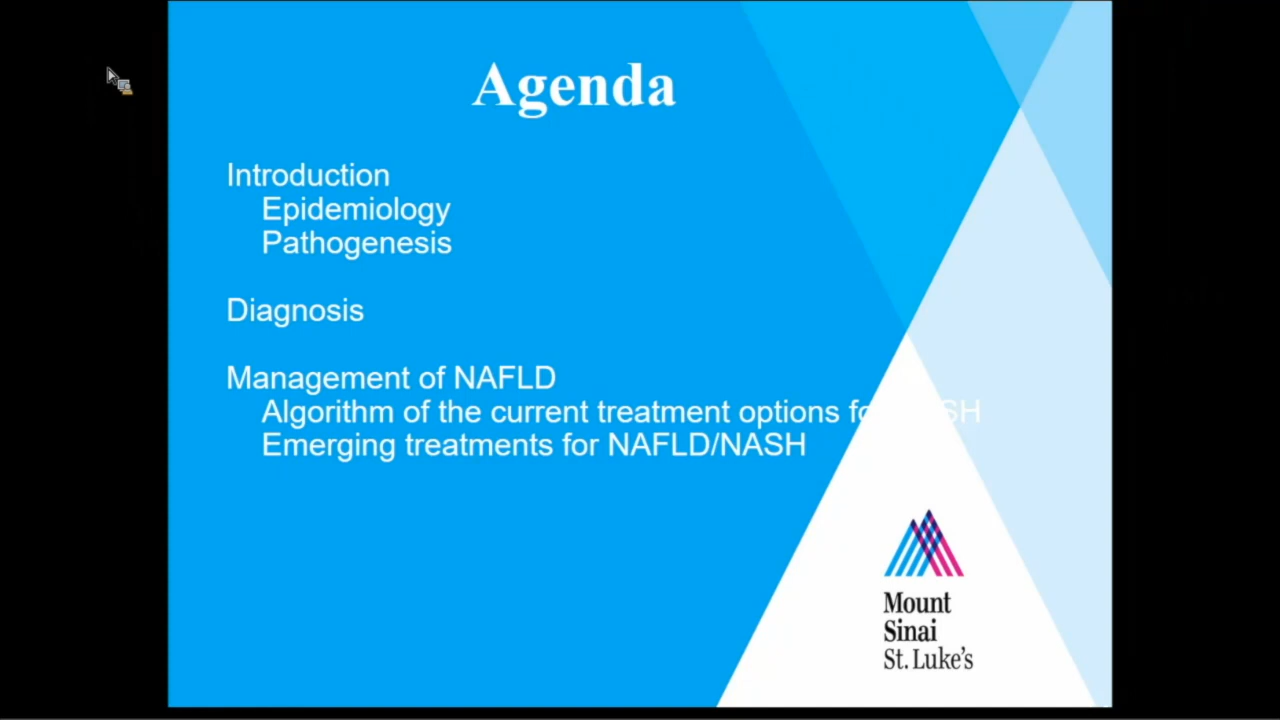 Agenda
Introduction
Epidemiology
Pathogenesis
Diagnosis
Management of NAFLD
Algorithm of the current treatment options
Emerging treatments for NAFLD/NASH
Mount
Sinai
St. Luke's